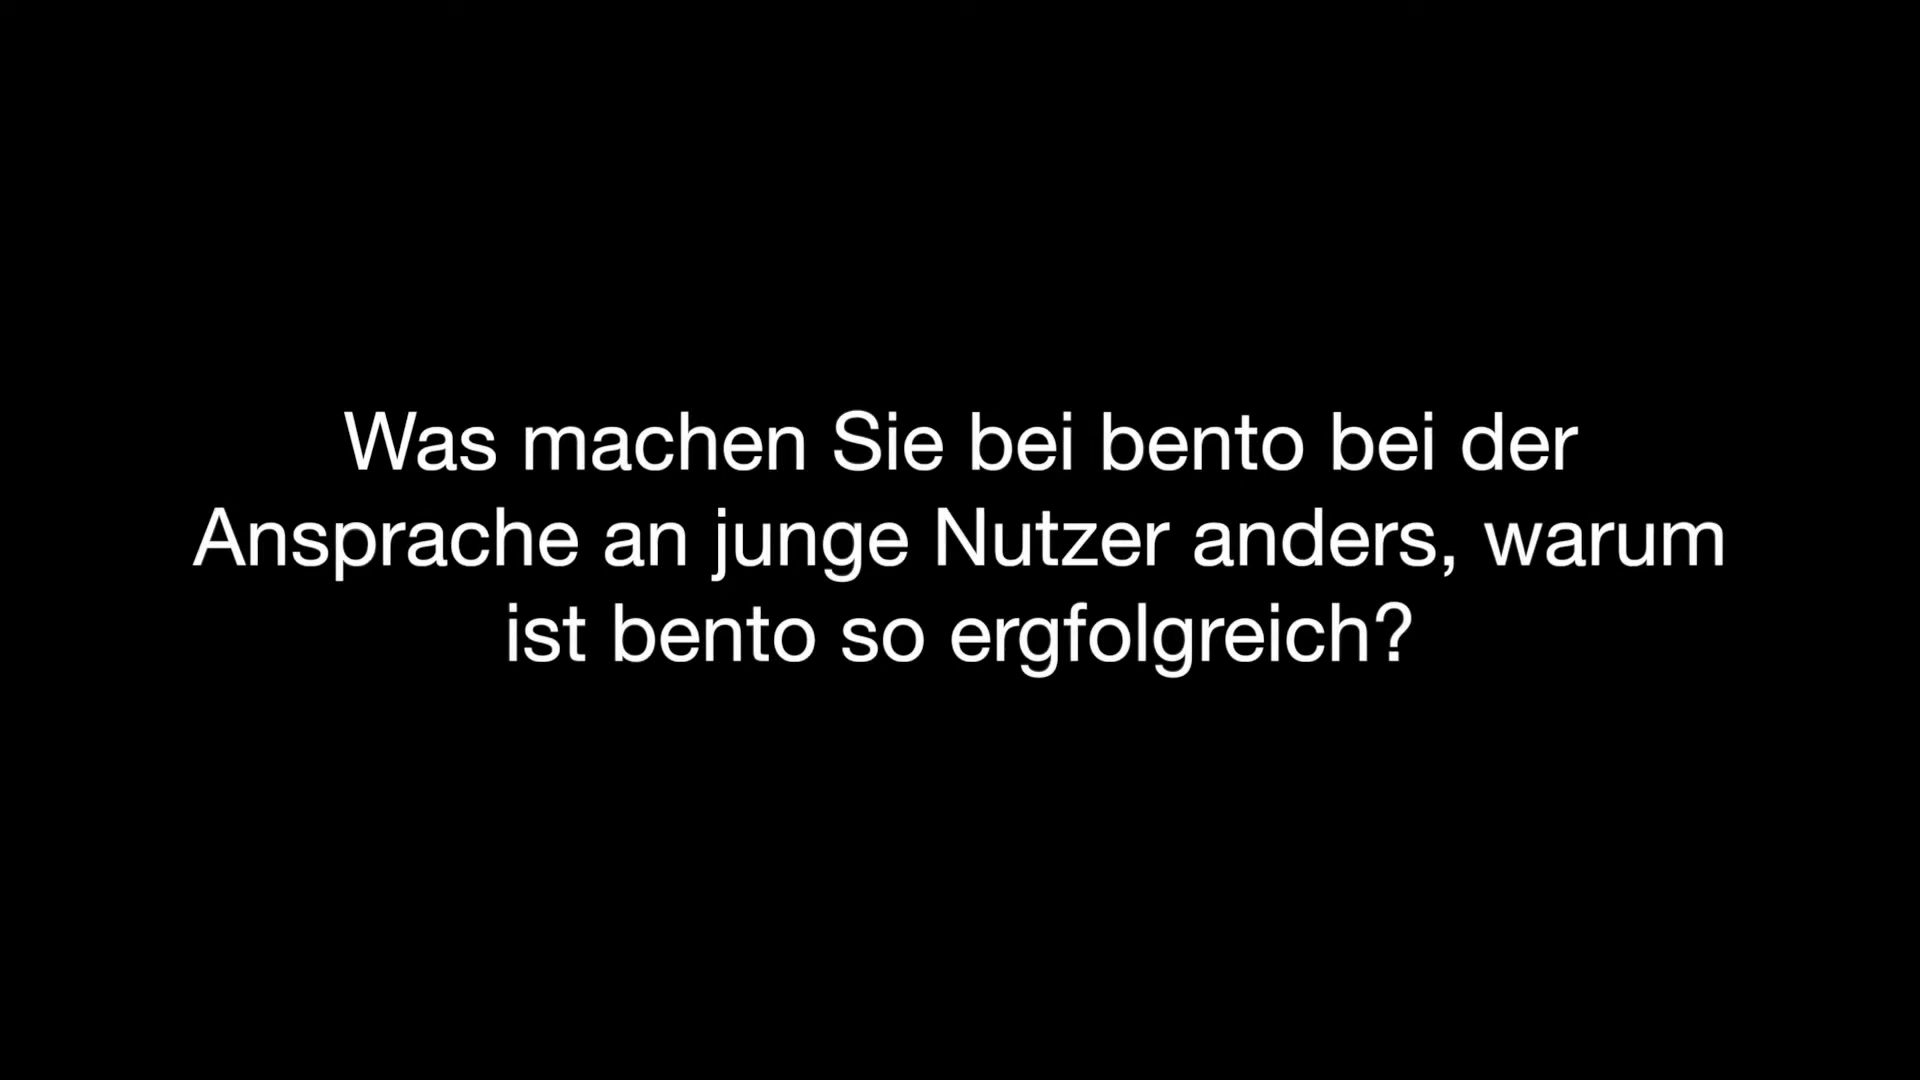 Was machen Sie bei bento bei der
Ansprache an junge Nutzer anders, warum
ist bento so ergfolgreich?